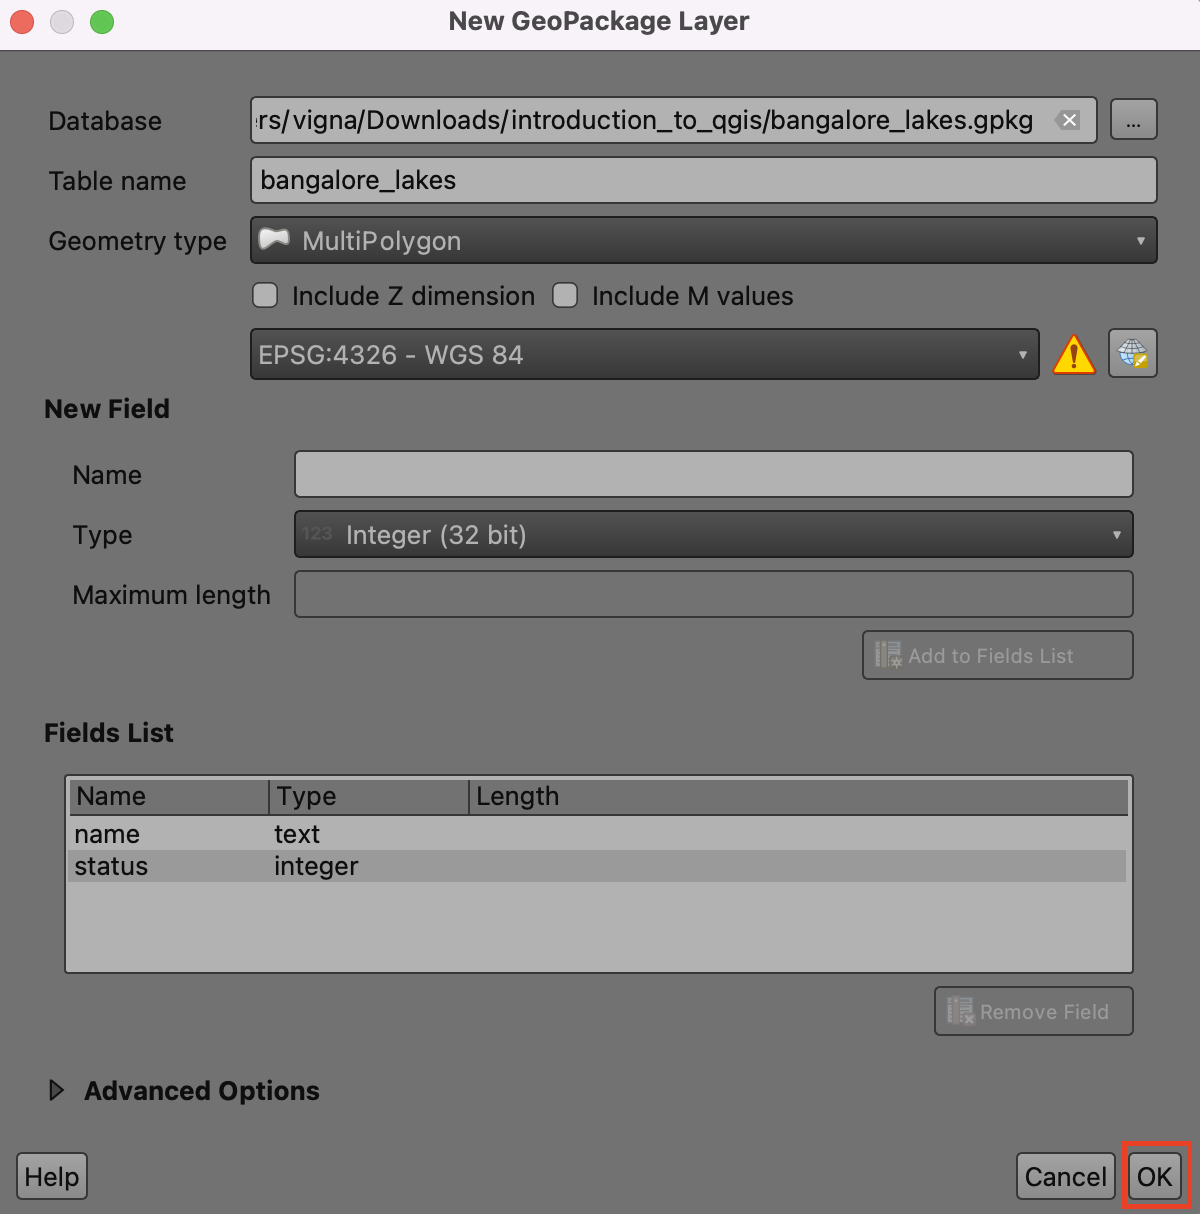 New GeoPackage Layer
Database rs/vigna/Downloads/introduction_to_qgis/bangalore_lakes.gpkg ...
Table name bangalore_lakes
Geometry type MultiPolygon
Include Z dimension Include M values
EPSG:4326 - WGS 84
New Field
Name
Type 123 Integer (32 bit)
Maximum length
Add to Fields List
Fields List
Name Type Length
name text
status integer
Remove Field
Advanced Options
Help Cancel OK